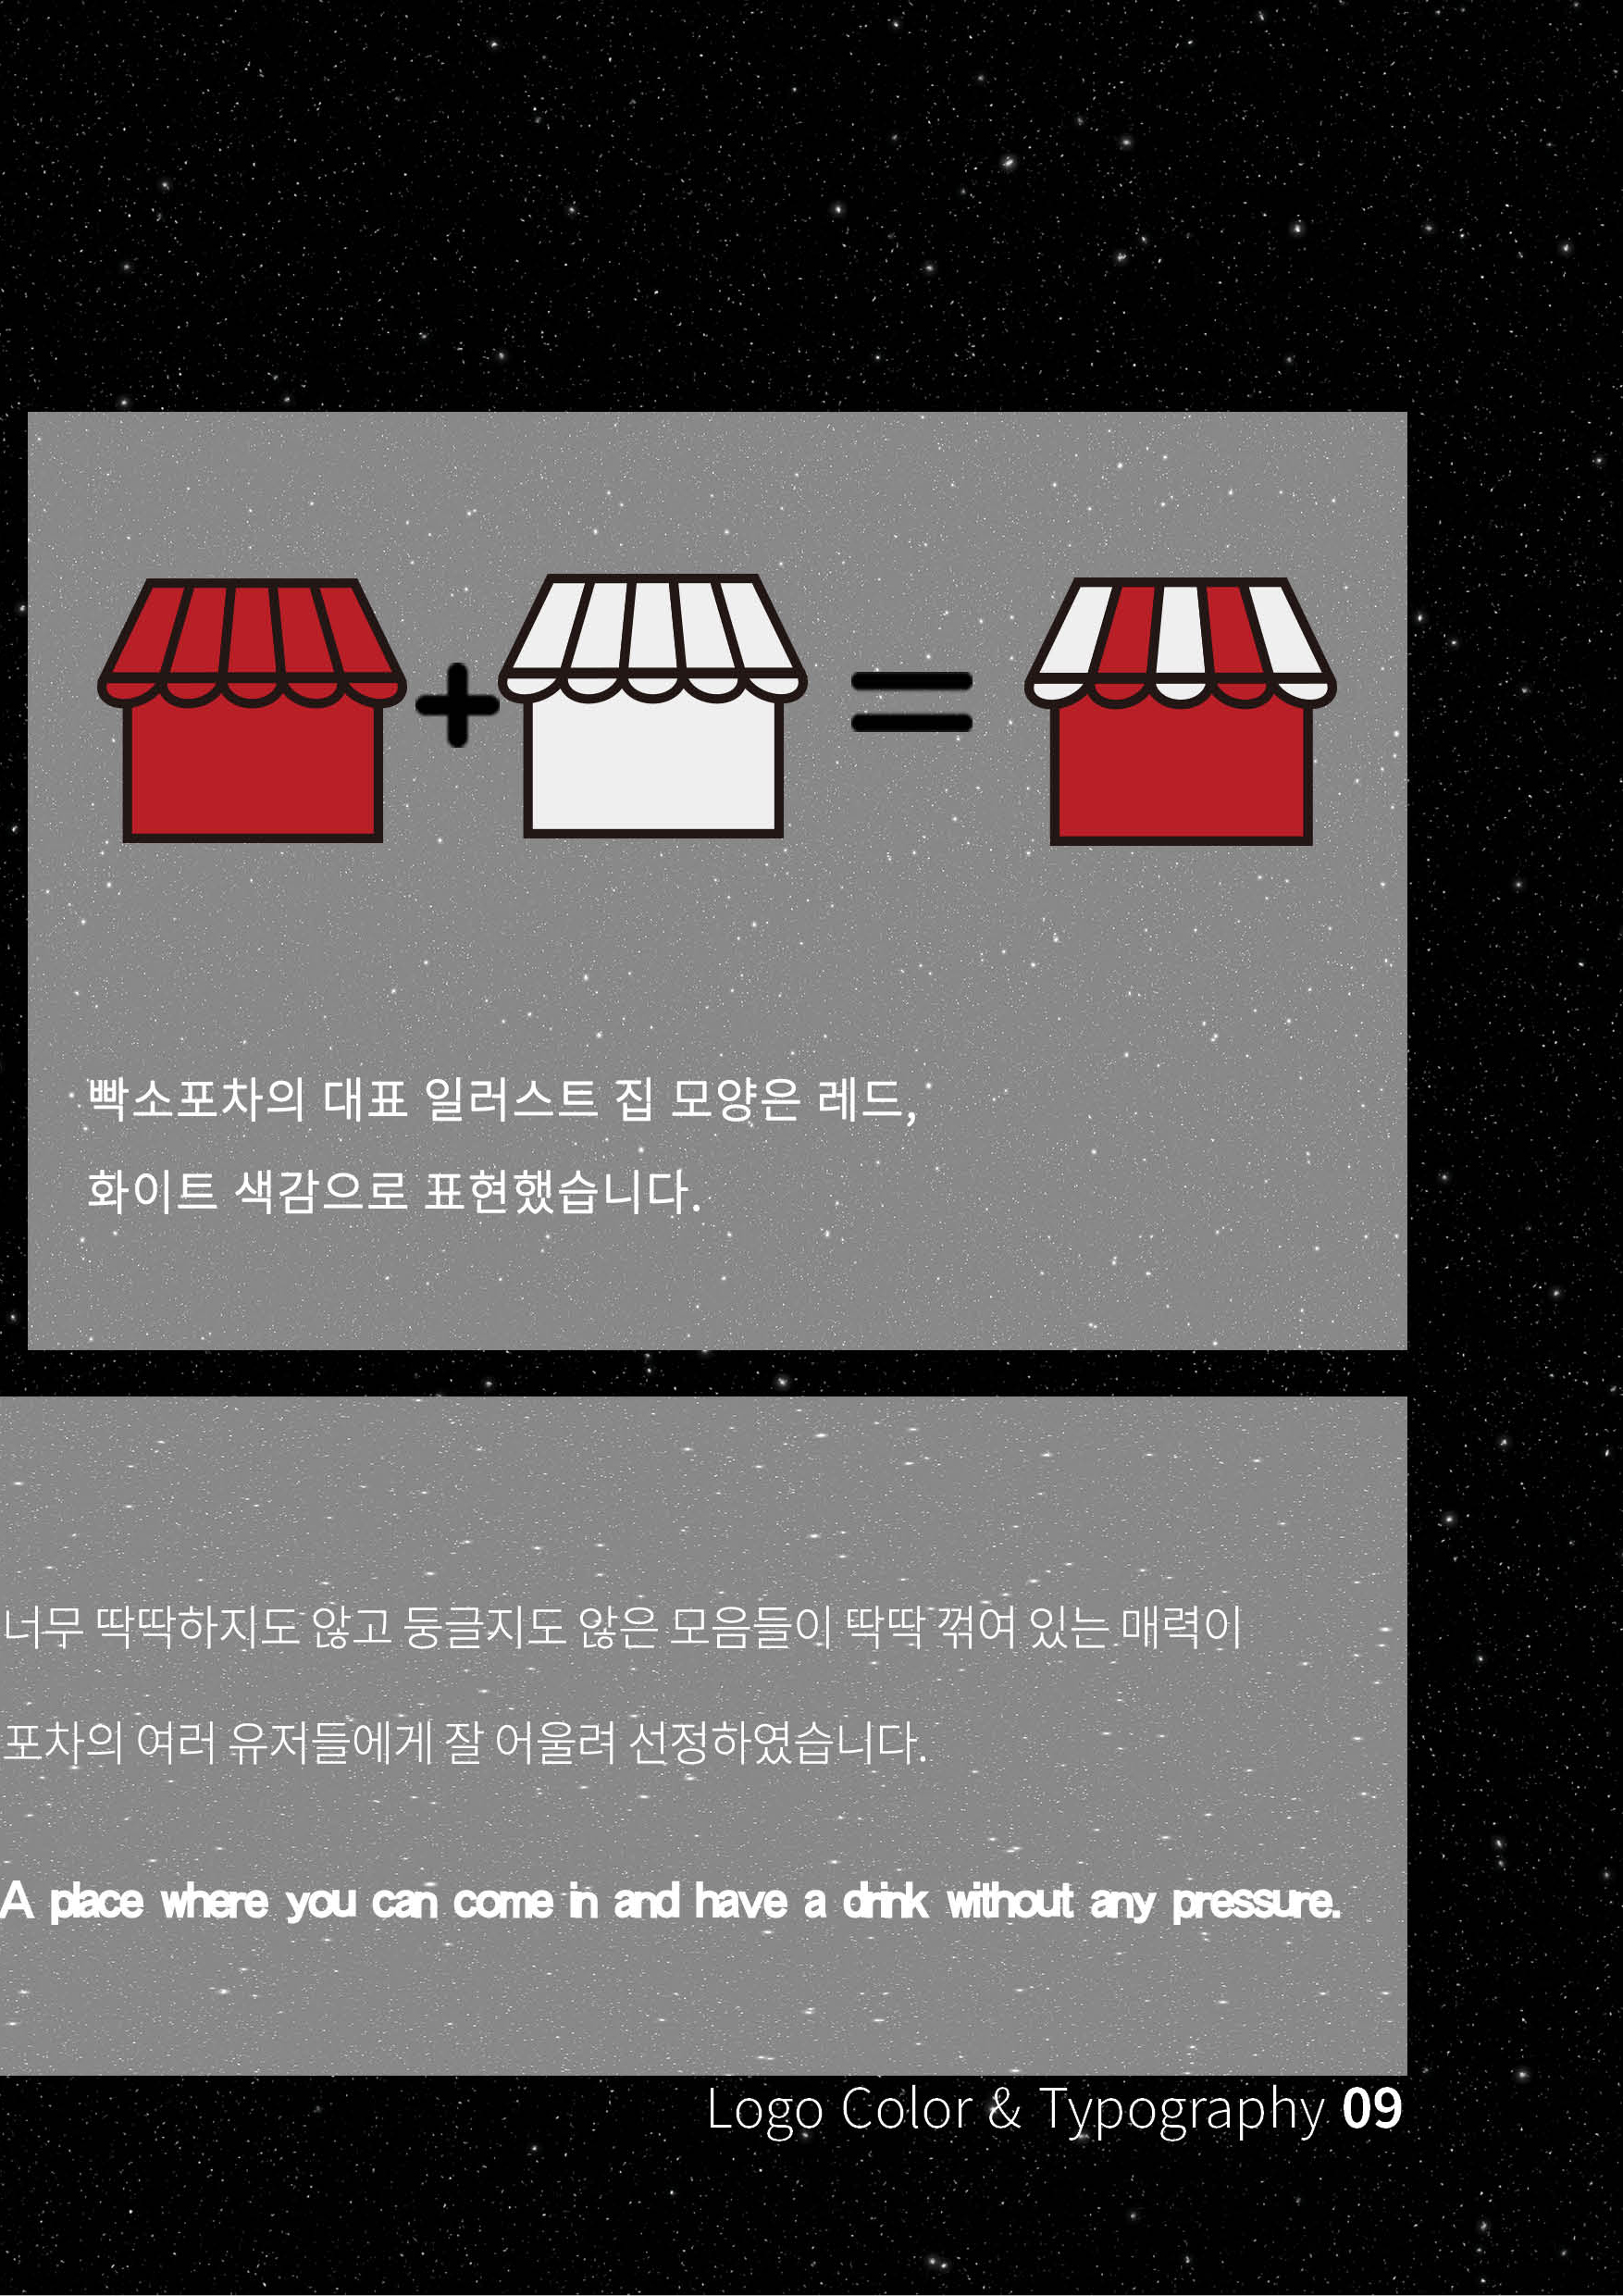 빡소포차의 대표 일러스트 집 모양은 레드,
화이트 색감으로 표현했습니다.
너무 딱딱하지도 않고 둥글지도 않은 모음들이 딱딱 꺾여 있는 매력이
포차의 여러 유저들에게 잘 어울려 선정하였습니다.
A place where you can come in and have a drink without any pressure.
Logo Color & Typography 09